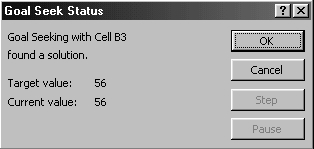 Goal Seek Status
Goal Seeking with Cell B3
found a solution.
Target value: 56
Current value: 56
OK
Cancel
Step
Pause